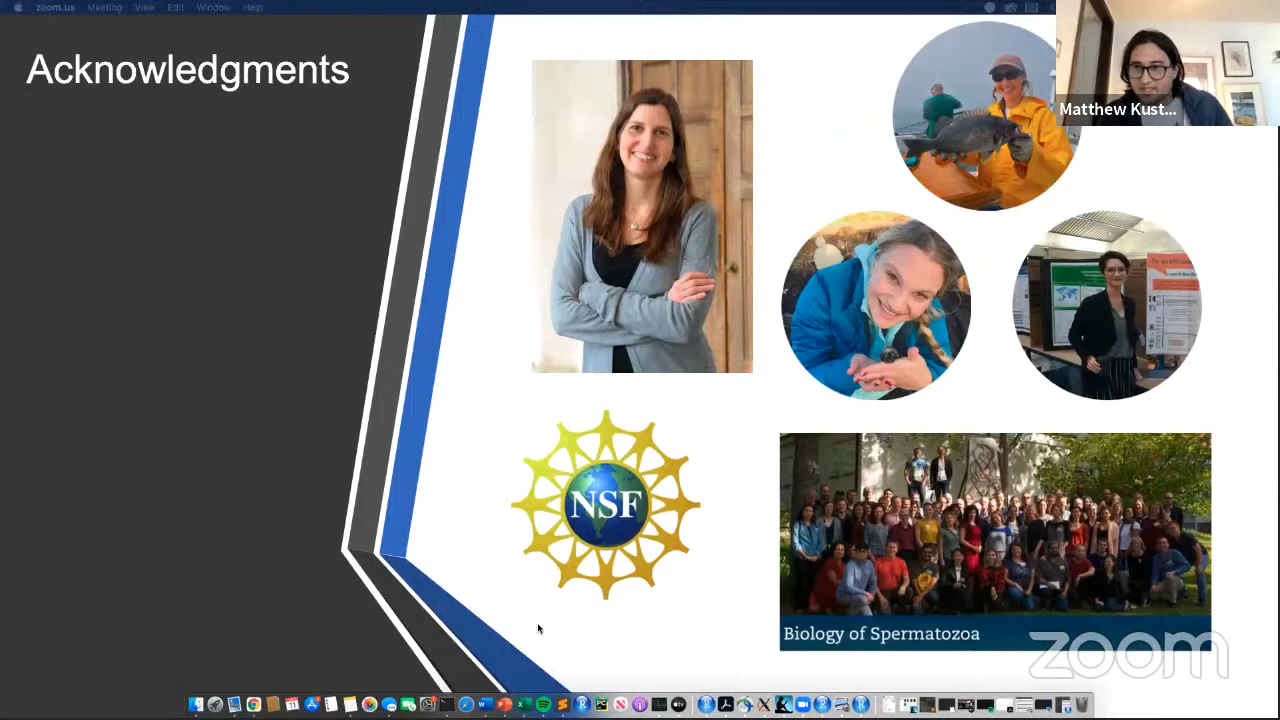 zoom.us Meeting View Edit Window Help
Acknowledgments
Matthew Kust...
NSF
Biology of Spermatozoa
zoom